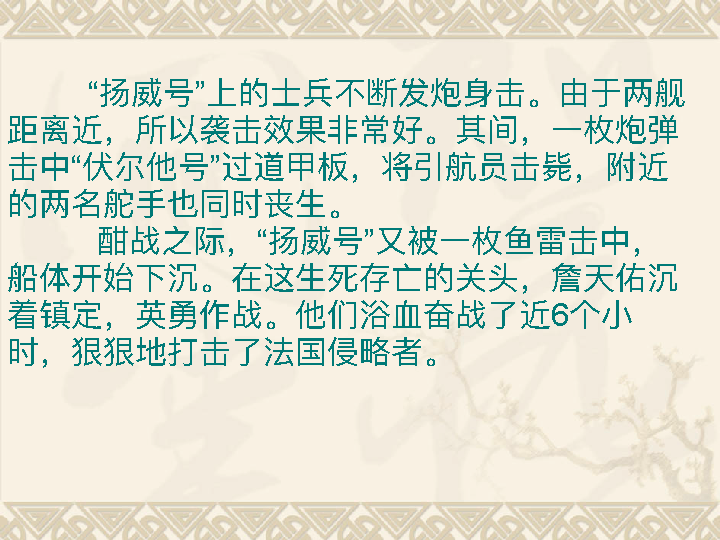 “扬威号”上的士兵不断发炮身击。由于两舰
距离近，所以袭击效果非常好。其间，一枚炮弹
击中“伏尔他号”过道甲板，将引航员击毙，附近
的两名舵手也同时丧生。
酣战之际，“扬威号”又被一枚鱼雷击中，
船体开始下沉。在这生死存亡的关头，詹天佑沉
着镇定，英勇作战。他们浴血奋战了近6个小
时，狠狠地打击了法国侵略者。